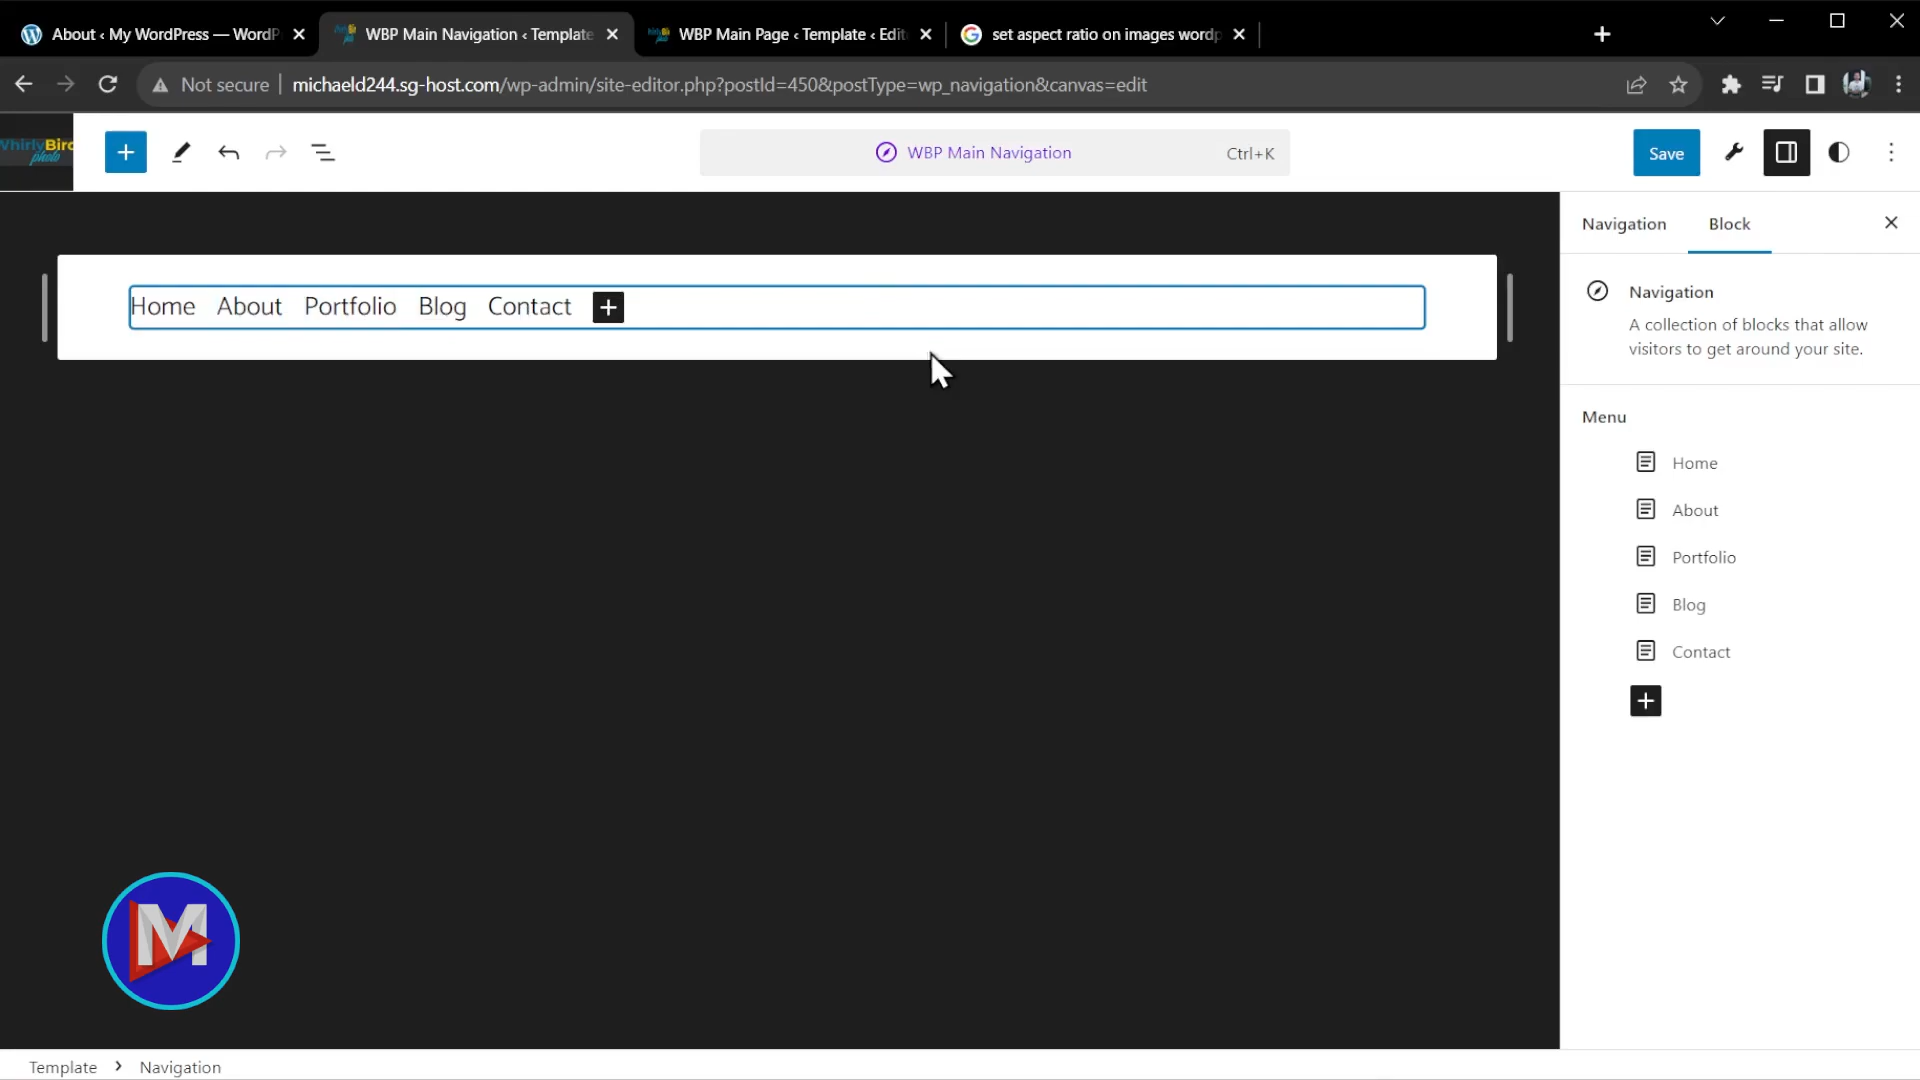 About ‹ My WordPress — WordP
WBP Main Navigation ‹ Template
WBP Main Page ‹ Template ‹ Edit
set aspect ratio on images wordp
Not secure
michaeld244.sg-host.com/wp-admin/site-editor.php?postId=450&postType=wp_navigation&canvas=edit
WhirlyBird
photo
WBP Main Navigation
Ctrl+K
Save
Navigation
Block
Home
About
Portfolio
Blog
Contact
Navigation
A collection of blocks that allow
visitors to get around your site.
Menu
Home
About
Portfolio
Blog
Contact
M
Template > Navigation